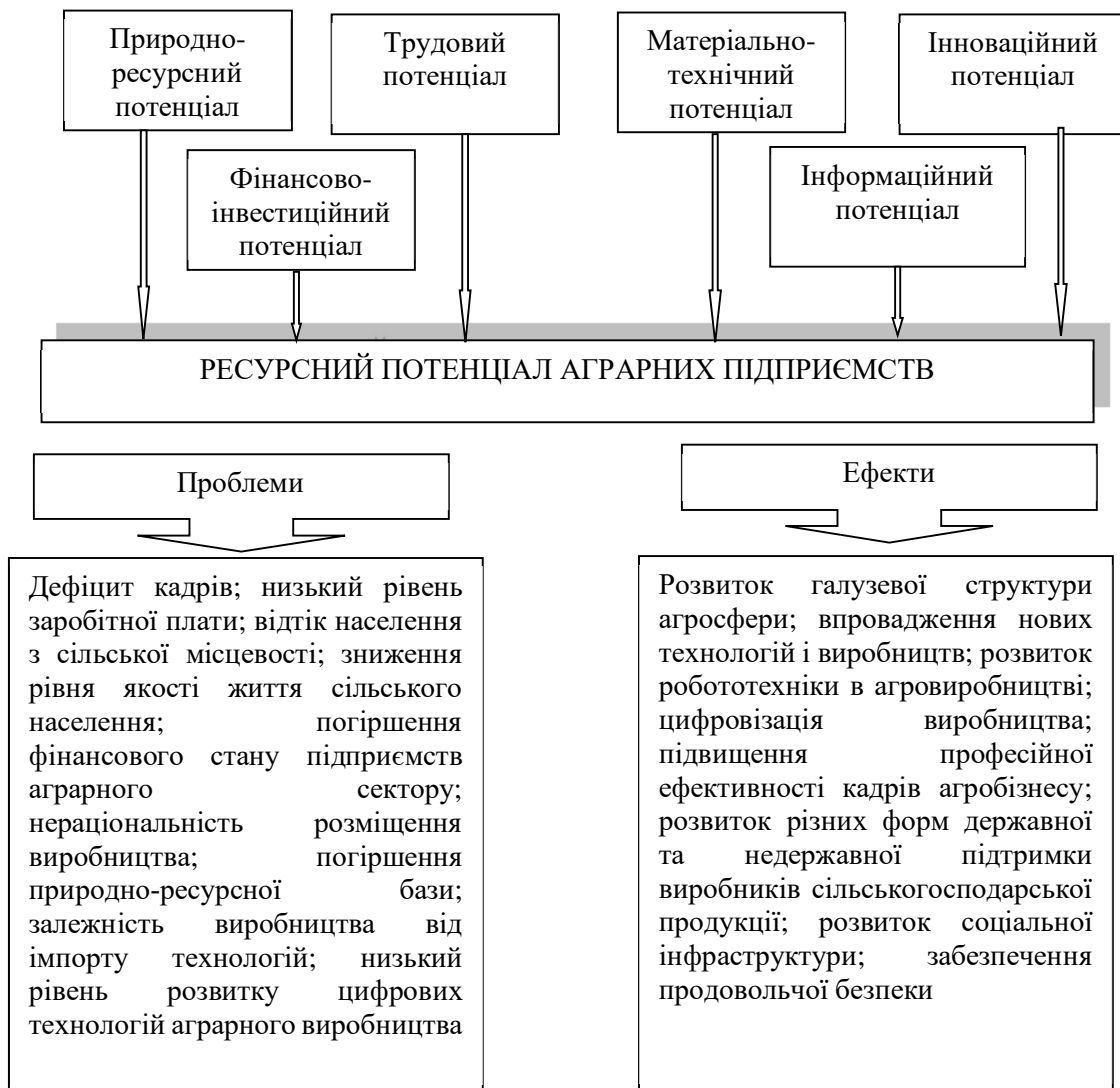 Природно-
ресурсний
потенціал
Трудовий
потенціал
Матеріально-
технічний
потенціал
Інноваційний
потенціал
Фінансово-
інвестиційний
потенціал
Інформаційний
потенціал
РЕСУРСНИЙ ПОТЕНЦІАЛ АГРАРНИХ ПІДПРИЄМСТВ
Проблеми
Дефіцит кадрів; низький рівень
заробітної плати; відтік населення
з сільської місцевості; зниження
рівня якості життя сільського
населення; погіршення
фінансового стану підприємств
аграрного сектору;
нераціональність розміщення
виробництва; погіршення
природно-ресурсної бази;
залежність виробництва від
імпорту технологій; низький
рівень розвитку цифрових
технологій аграрного виробництва
Ефекти
Розвиток галузевої структури
агросфери; впровадження нових
технологій і виробництв; розвиток
робототехніки в агровиробництві;
цифровізація виробництва;
підвищення професійної
ефективності кадрів агробізнесу;
розвиток різних форм державної
та недержавної підтримки
виробників сільськогосподарської
продукції; розвиток соціальної
інфраструктури; забезпечення
продовольчої безпеки